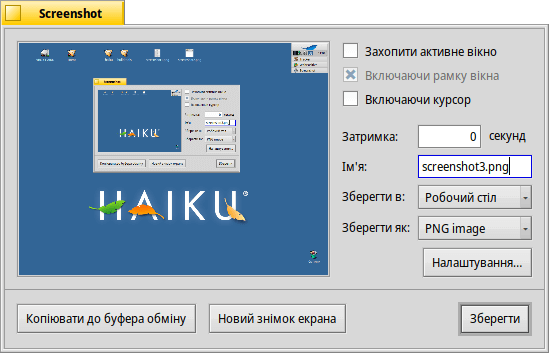 Screenshot
HAIKU®
Захопити активне вікно
Включаючи рамку вікна
Включаючи курсор
Затримка: 0 секунд
Ім'я: screenshot3.png
Зберегти в: Робочий стіл
Зберегти як: PNG image
Налаштування...
Копіювати до буфера обміну
Новий знімок екрана
Зберегти